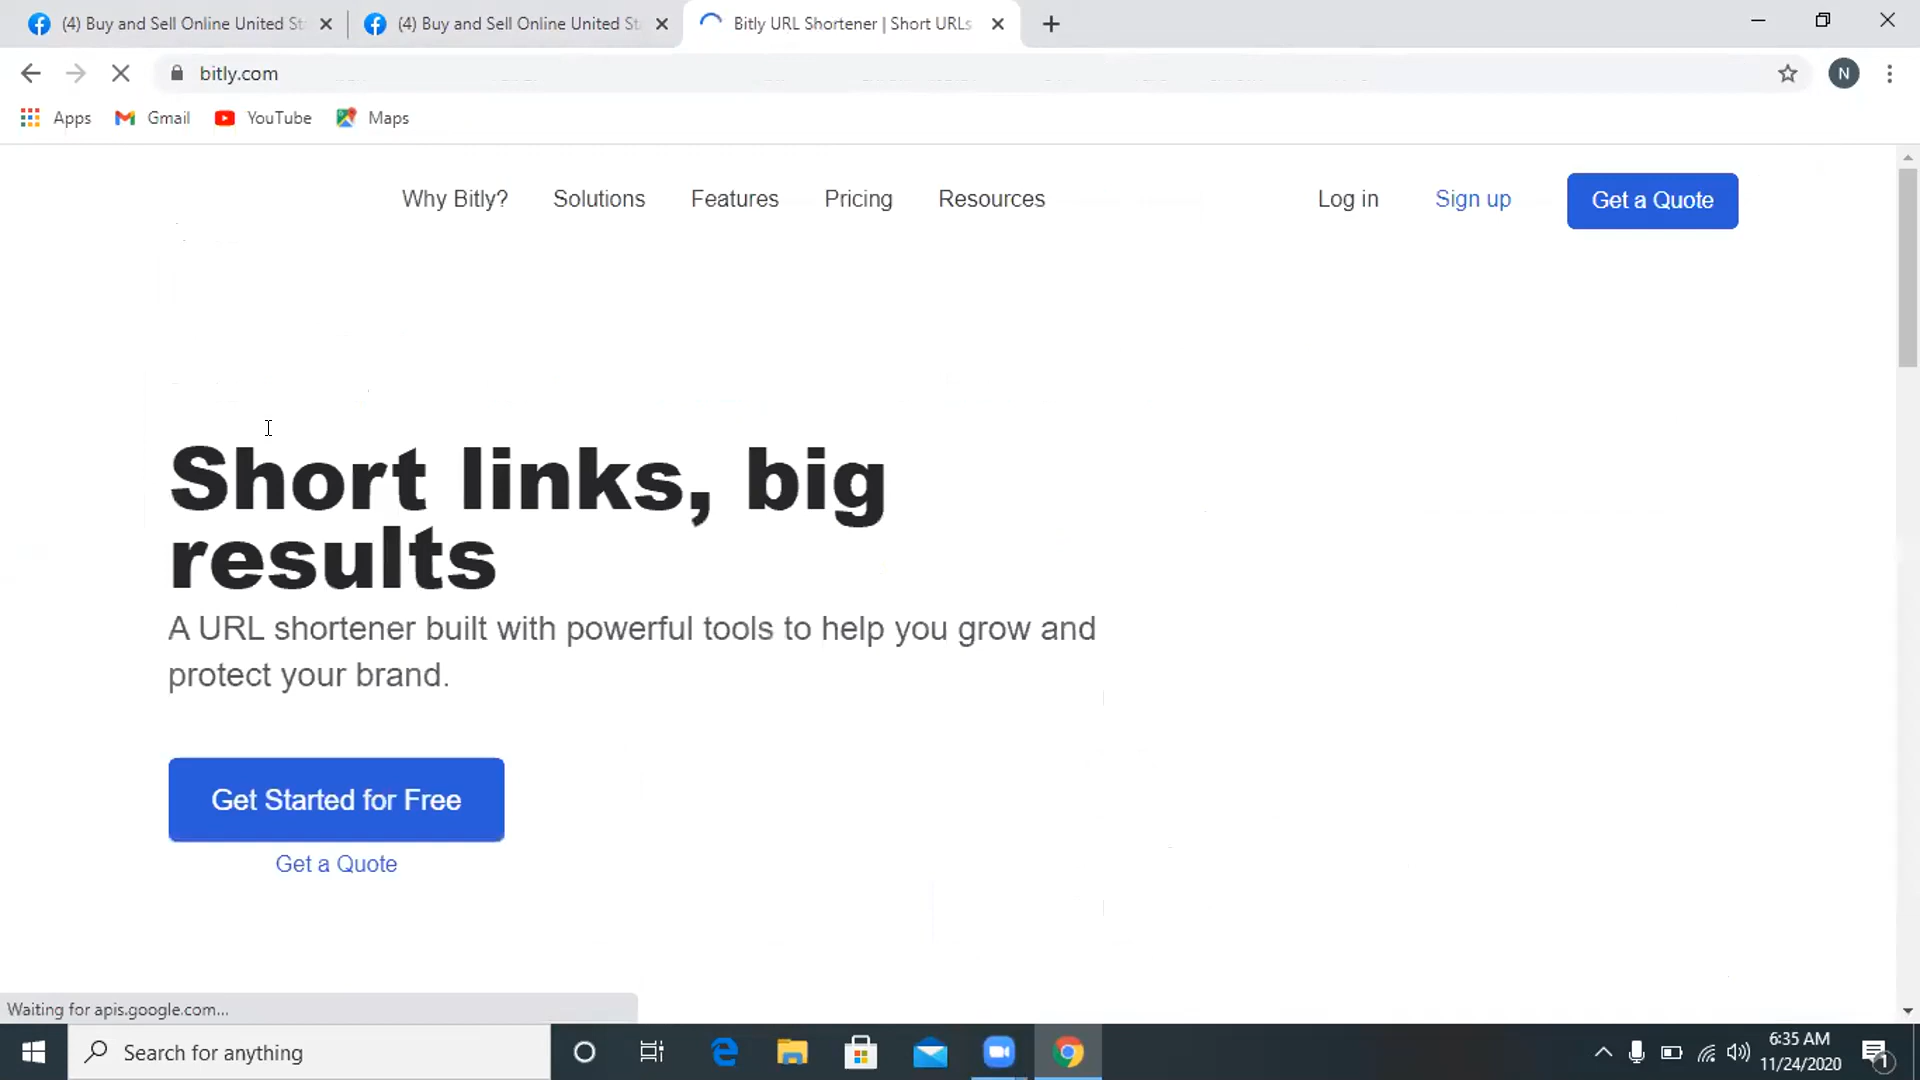 (4) Buy and Sell Online United St
(4) Buy and Sell Online United St
Bitly URL Shortener | Short URLs
bitly.com
N
Apps
Gmail
YouTube
Maps
Why Bitly?
Solutions
Features
Pricing
Resources
Log in
Sign up
Get a Quote
Short links, big
results
A URL shortener built with powerful tools to help you grow and
protect your brand.
Get Started for Free
Get a Quote
Waiting for apis.google.com...
Search for anything
6:35 AM
11/24/2020
1